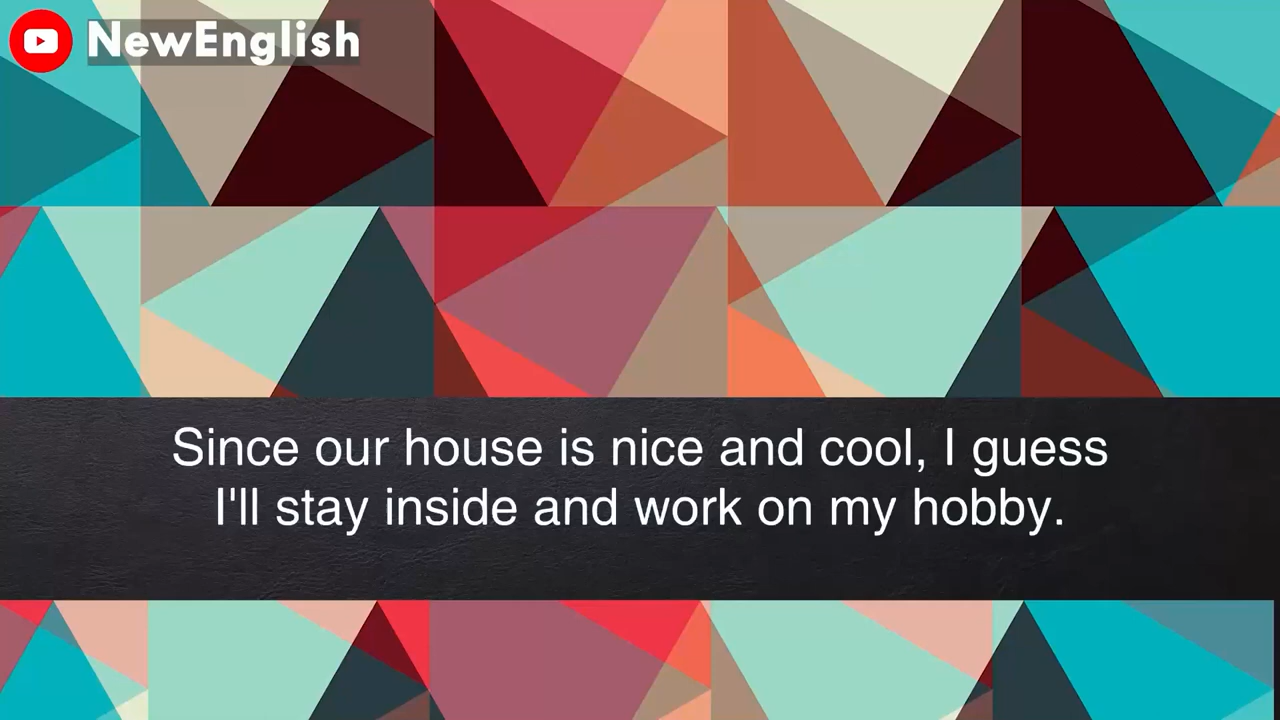 NewEnglish
Since our house is nice and cool, I guess
I'll stay inside and work on my hobby.